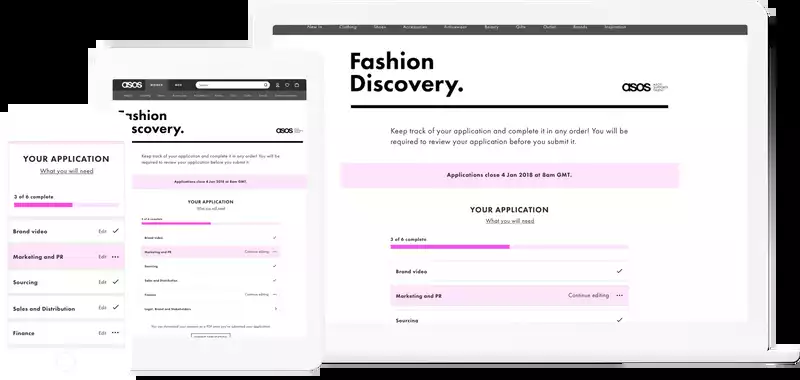 YOUR APPLICATION
What you will need
3 of 6 complete
Brand video Edit
Marketing and PR Edit
Sourcing Edit
Sales and Distribution Edit
Finance Edit
asos
Search
Fashion
iscovery.
asos
Keep track of your application and complete it in any order! You will be
required to review your application before you submit it.
Applications close 4 Jan 2018 at 8am GMT.
YOUR APPLICATION
What you will need
3 of 6 complete
Brand video
Marketing and PR Continue editing
Sourcing
Sales and Distribution
Finance Continue editing
Legal, Brand and Stakeholders
New In Clothing Shoes Accessories Activewear Beauty Gifts Outlet Brands Inspiration
Fashion
Discovery.
asos
Keep track of your application and complete it in any order! You will be
required to review your application before you submit it.
Applications close 4 Jan 2018 at 8am GMT.
YOUR APPLICATION
What you will need
3 of 6 complete
Brand video
Marketing and PR Continue editing
Sourcing